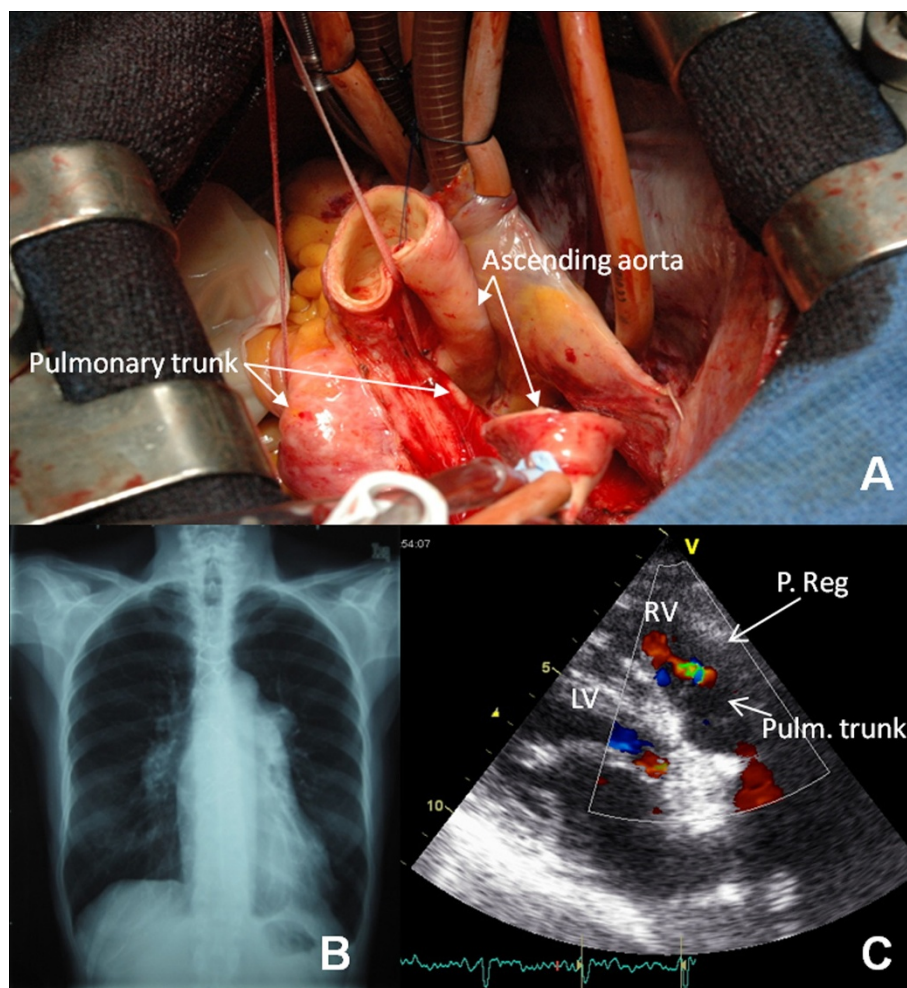 Ascending aorta
Pulmonary trunk
A
54:07
V
P. Reg
RV
5
LV
Pulm. trunk
10
B
C